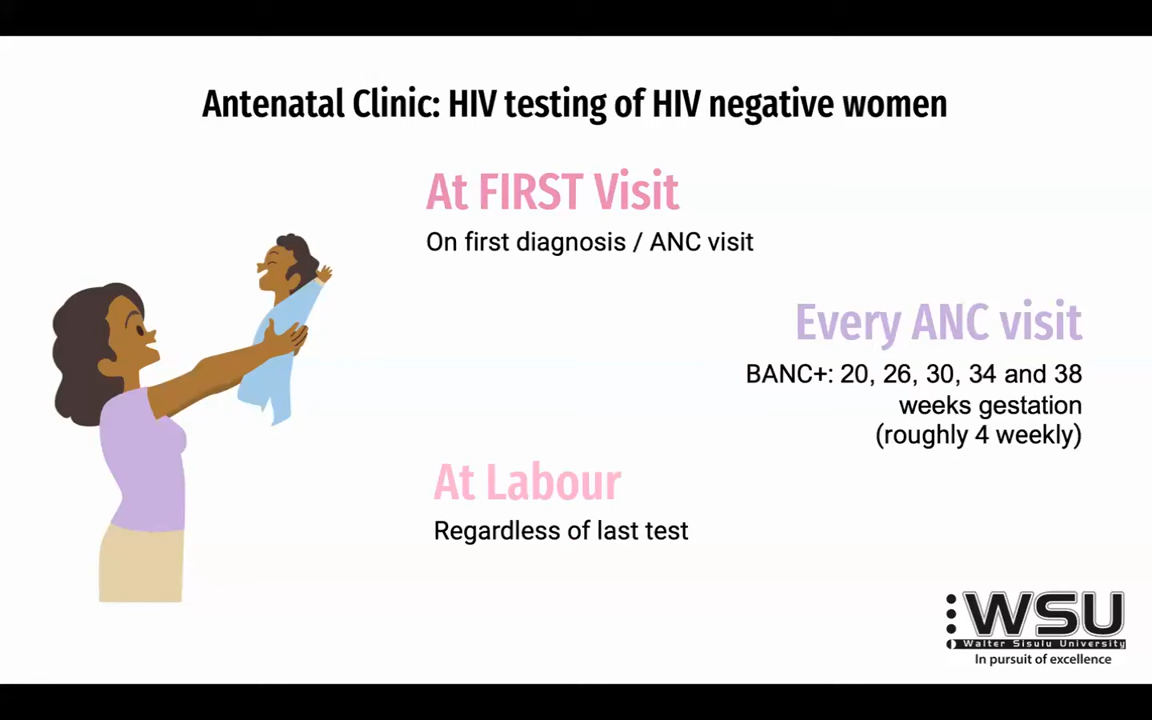 Antenatal Clinic: HIV testing of HIV negative women
At FIRST Visit
On first diagnosis / ANC visit
Every ANC visit
BANC+: 20, 26, 30, 34 and 38
weeks gestation
(roughly 4 weekly)
At Labour
Regardless of last test
WSU
Walter Sisulu University
In pursuit of excellence